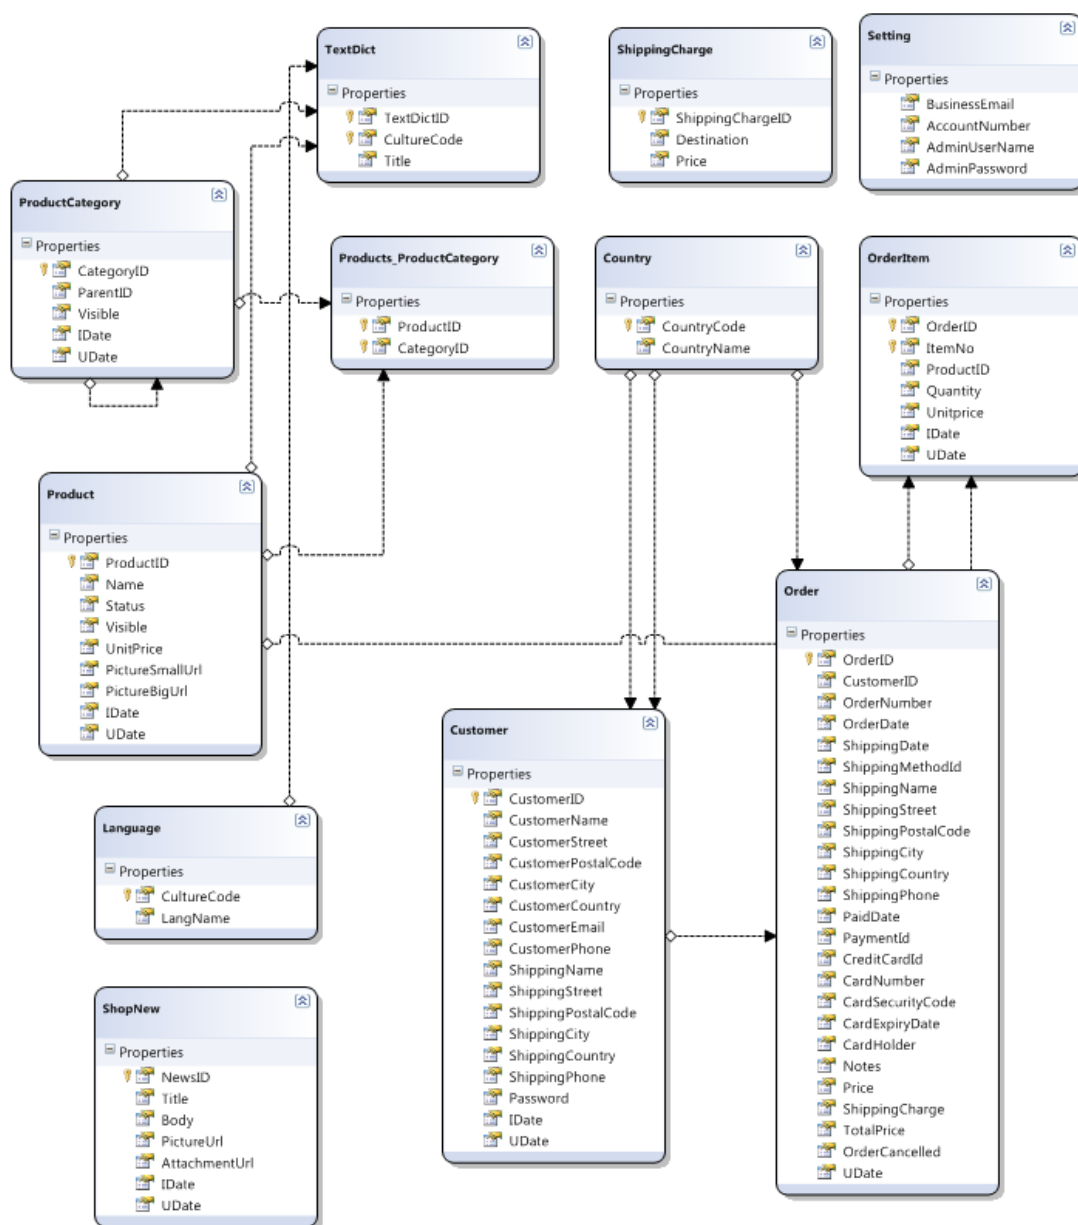 TextDict
Properties
TextDictID
CultureCode
Title
ShippingCharge
Properties
ShippingChargeID
Destination
Price
Setting
Properties
BusinessEmail
AccountNumber
AdminUserName
AdminPassword
ProductCategory
Properties
CategoryID
ParentID
Visible
IDate
UDate
Products_ProductCategory
Properties
ProductID
CategoryID
Country
Properties
CountryCode
CountryName
OrderItem
Properties
OrderID
ItemNo
ProductID
Quantity
Unitprice
IDate
UDate
Product
Properties
ProductID
Name
Status
Visible
UnitPrice
PictureSmallUrl
PictureBigUrl
IDate
UDate
Order
Properties
OrderID
CustomerID
OrderNumber
OrderDate
ShippingDate
ShippingMethodId
ShippingName
ShippingStreet
ShippingPostalCode
ShippingCity
ShippingCountry
ShippingPhone
PaidDate
PaymentId
CreditCardId
CardNumber
CardSecurityCode
CardExpiryDate
CardHolder
Notes
Price
ShippingCharge
TotalPrice
OrderCancelled
UDate
Customer
Properties
CustomerID
CustomerName
CustomerStreet
CustomerPostalCode
CustomerCity
CustomerCountry
CustomerEmail
CustomerPhone
ShippingName
ShippingStreet
ShippingPostalCode
ShippingCity
ShippingCountry
ShippingPhone
Password
IDate
UDate
Language
Properties
CultureCode
LangName
ShopNew
Properties
NewsID
Title
Body
PictureUrl
AttachmentUrl
IDate
UDate